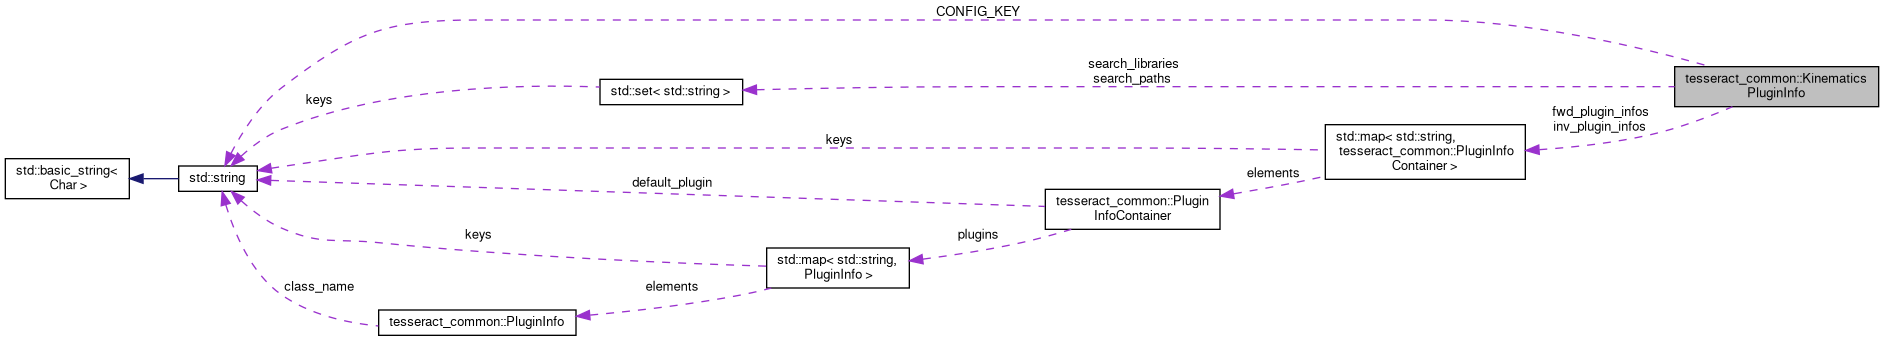 CONFIG_KEY
search_libraries
search_paths
tesseract_common::Kinematics
PluginInfo
keys
std::set< std::string >
fwd_plugin_infos
inv_plugin_infos
keys
std::map< std::string,
tesseract_common::PluginInfo
Container >
std::basic_string<
Char >
std::string
default_plugin
elements
tesseract_common::Plugin
InfoContainer
keys
plugins
std::map< std::string,
PluginInfo >
class_name
elements
tesseract_common::PluginInfo